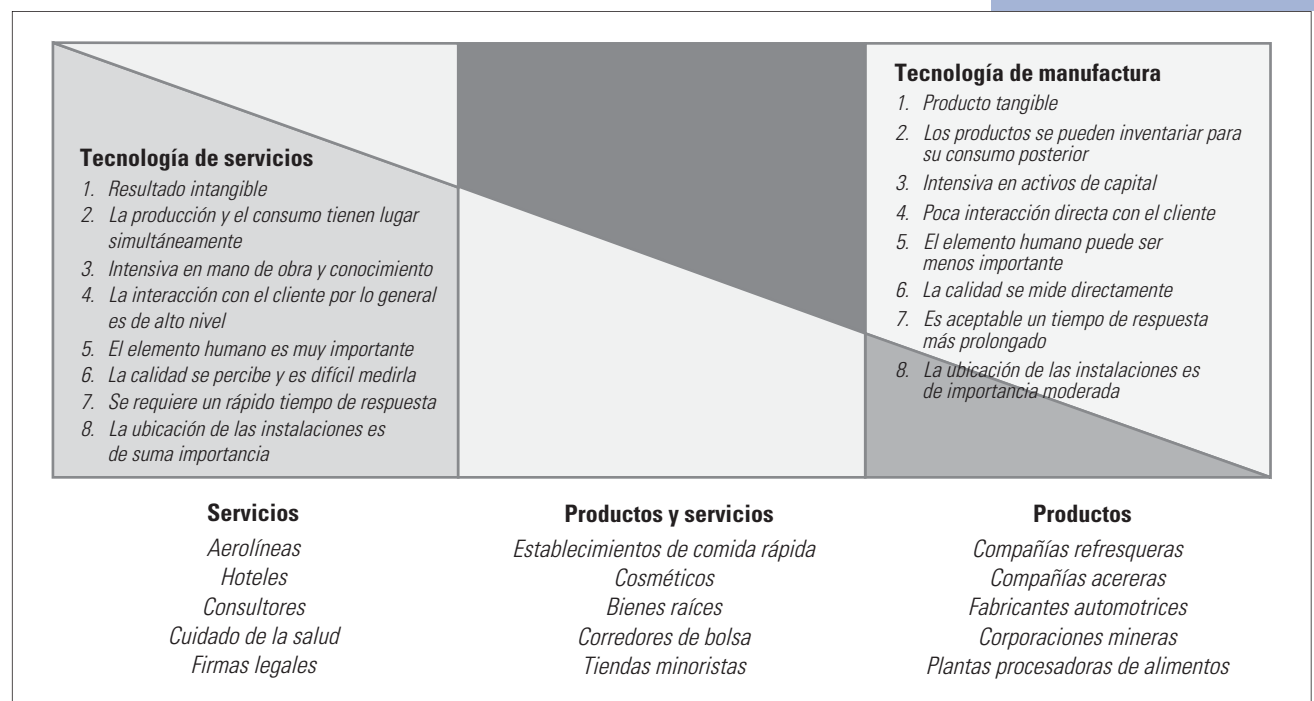 Tecnología de servicios
1. Resultado intangible
2. La producción y el consumo tienen lugar
simultáneamente
3. Intensiva en mano de obra y conocimiento
4. La interacción con el cliente por lo general
es de alto nivel
5. El elemento humano es muy importante
6. La calidad se percibe y es difícil medirla
7. Se requiere un rápido tiempo de respuesta
8. La ubicación de las instalaciones es
de suma importancia
Tecnología de manufactura
1. Producto tangible
2. Los productos se pueden inventariar para
su consumo posterior
3. Intensiva en activos de capital
4. Poca interacción directa con el cliente
5. El elemento humano puede ser
menos importante
6. La calidad se mide directamente
7. Es aceptable un tiempo de respuesta
más prolongado
8. La ubicación de las instalaciones es
de importancia moderada
Servicios
Aerolíneas
Hoteles
Consultores
Cuidado de la salud
Firmas legales
Productos y servicios
Establecimientos de comida rápida
Cosméticos
Bienes raíces
Corredores de bolsa
Tiendas minoristas
Productos
Compañías refresqueras
Compañías acereras
Fabricantes automotrices
Corporaciones mineras
Plantas procesadoras de alimentos